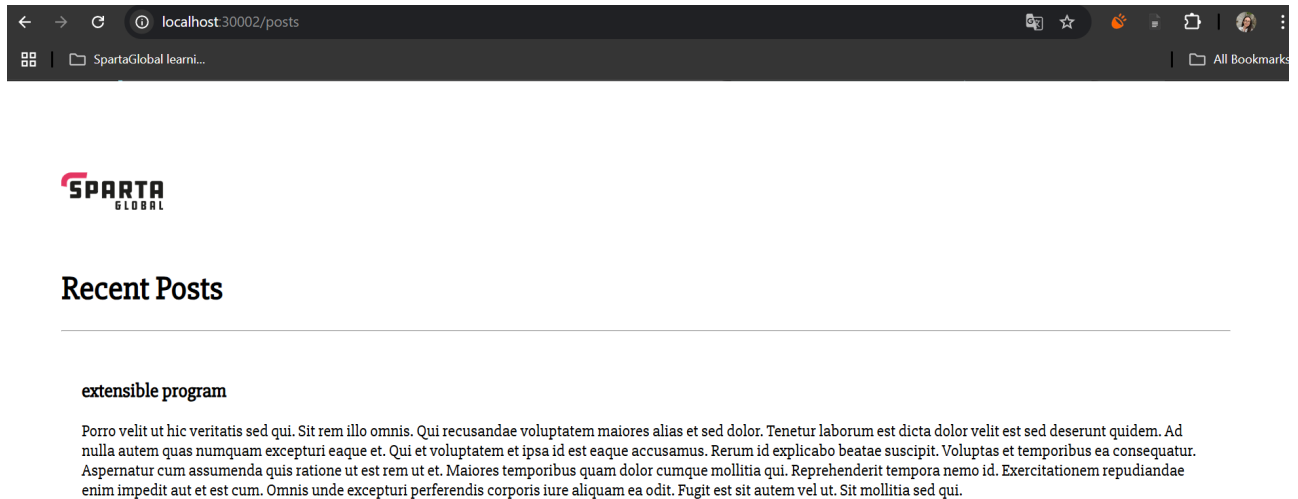 localhost:30002/posts
SpartaGlobal learni...
All Bookmarks
SPARTA
GLOBAL
Recent Posts
extensible program
Porro velit ut hic veritatis sed qui. Sit rem illo omnis. Qui recusandae voluptatem maiores alias et sed dolor. Tenetur laborum est dicta dolor velit est sed deserunt quidem. Ad
nulla autem quas numquam excepturi eaque et. Qui et voluptatem et ipsa id est eaque accusamus. Rerum id explicabo beatae suscipit. Voluptas et temporibus ea consequatur.
Aspernatur cum assumenda quis ratione ut est rem ut et. Maiores temporibus quam dolor cumque mollitia qui. Reprehenderit tempora nemo id. Exercitationem repudiandae
enim impedit aut et est cum. Omnis unde excepturi perferendis corporis iure aliquam ea odit. Fugit est sit autem vel ut. Sit mollitia sed qui.